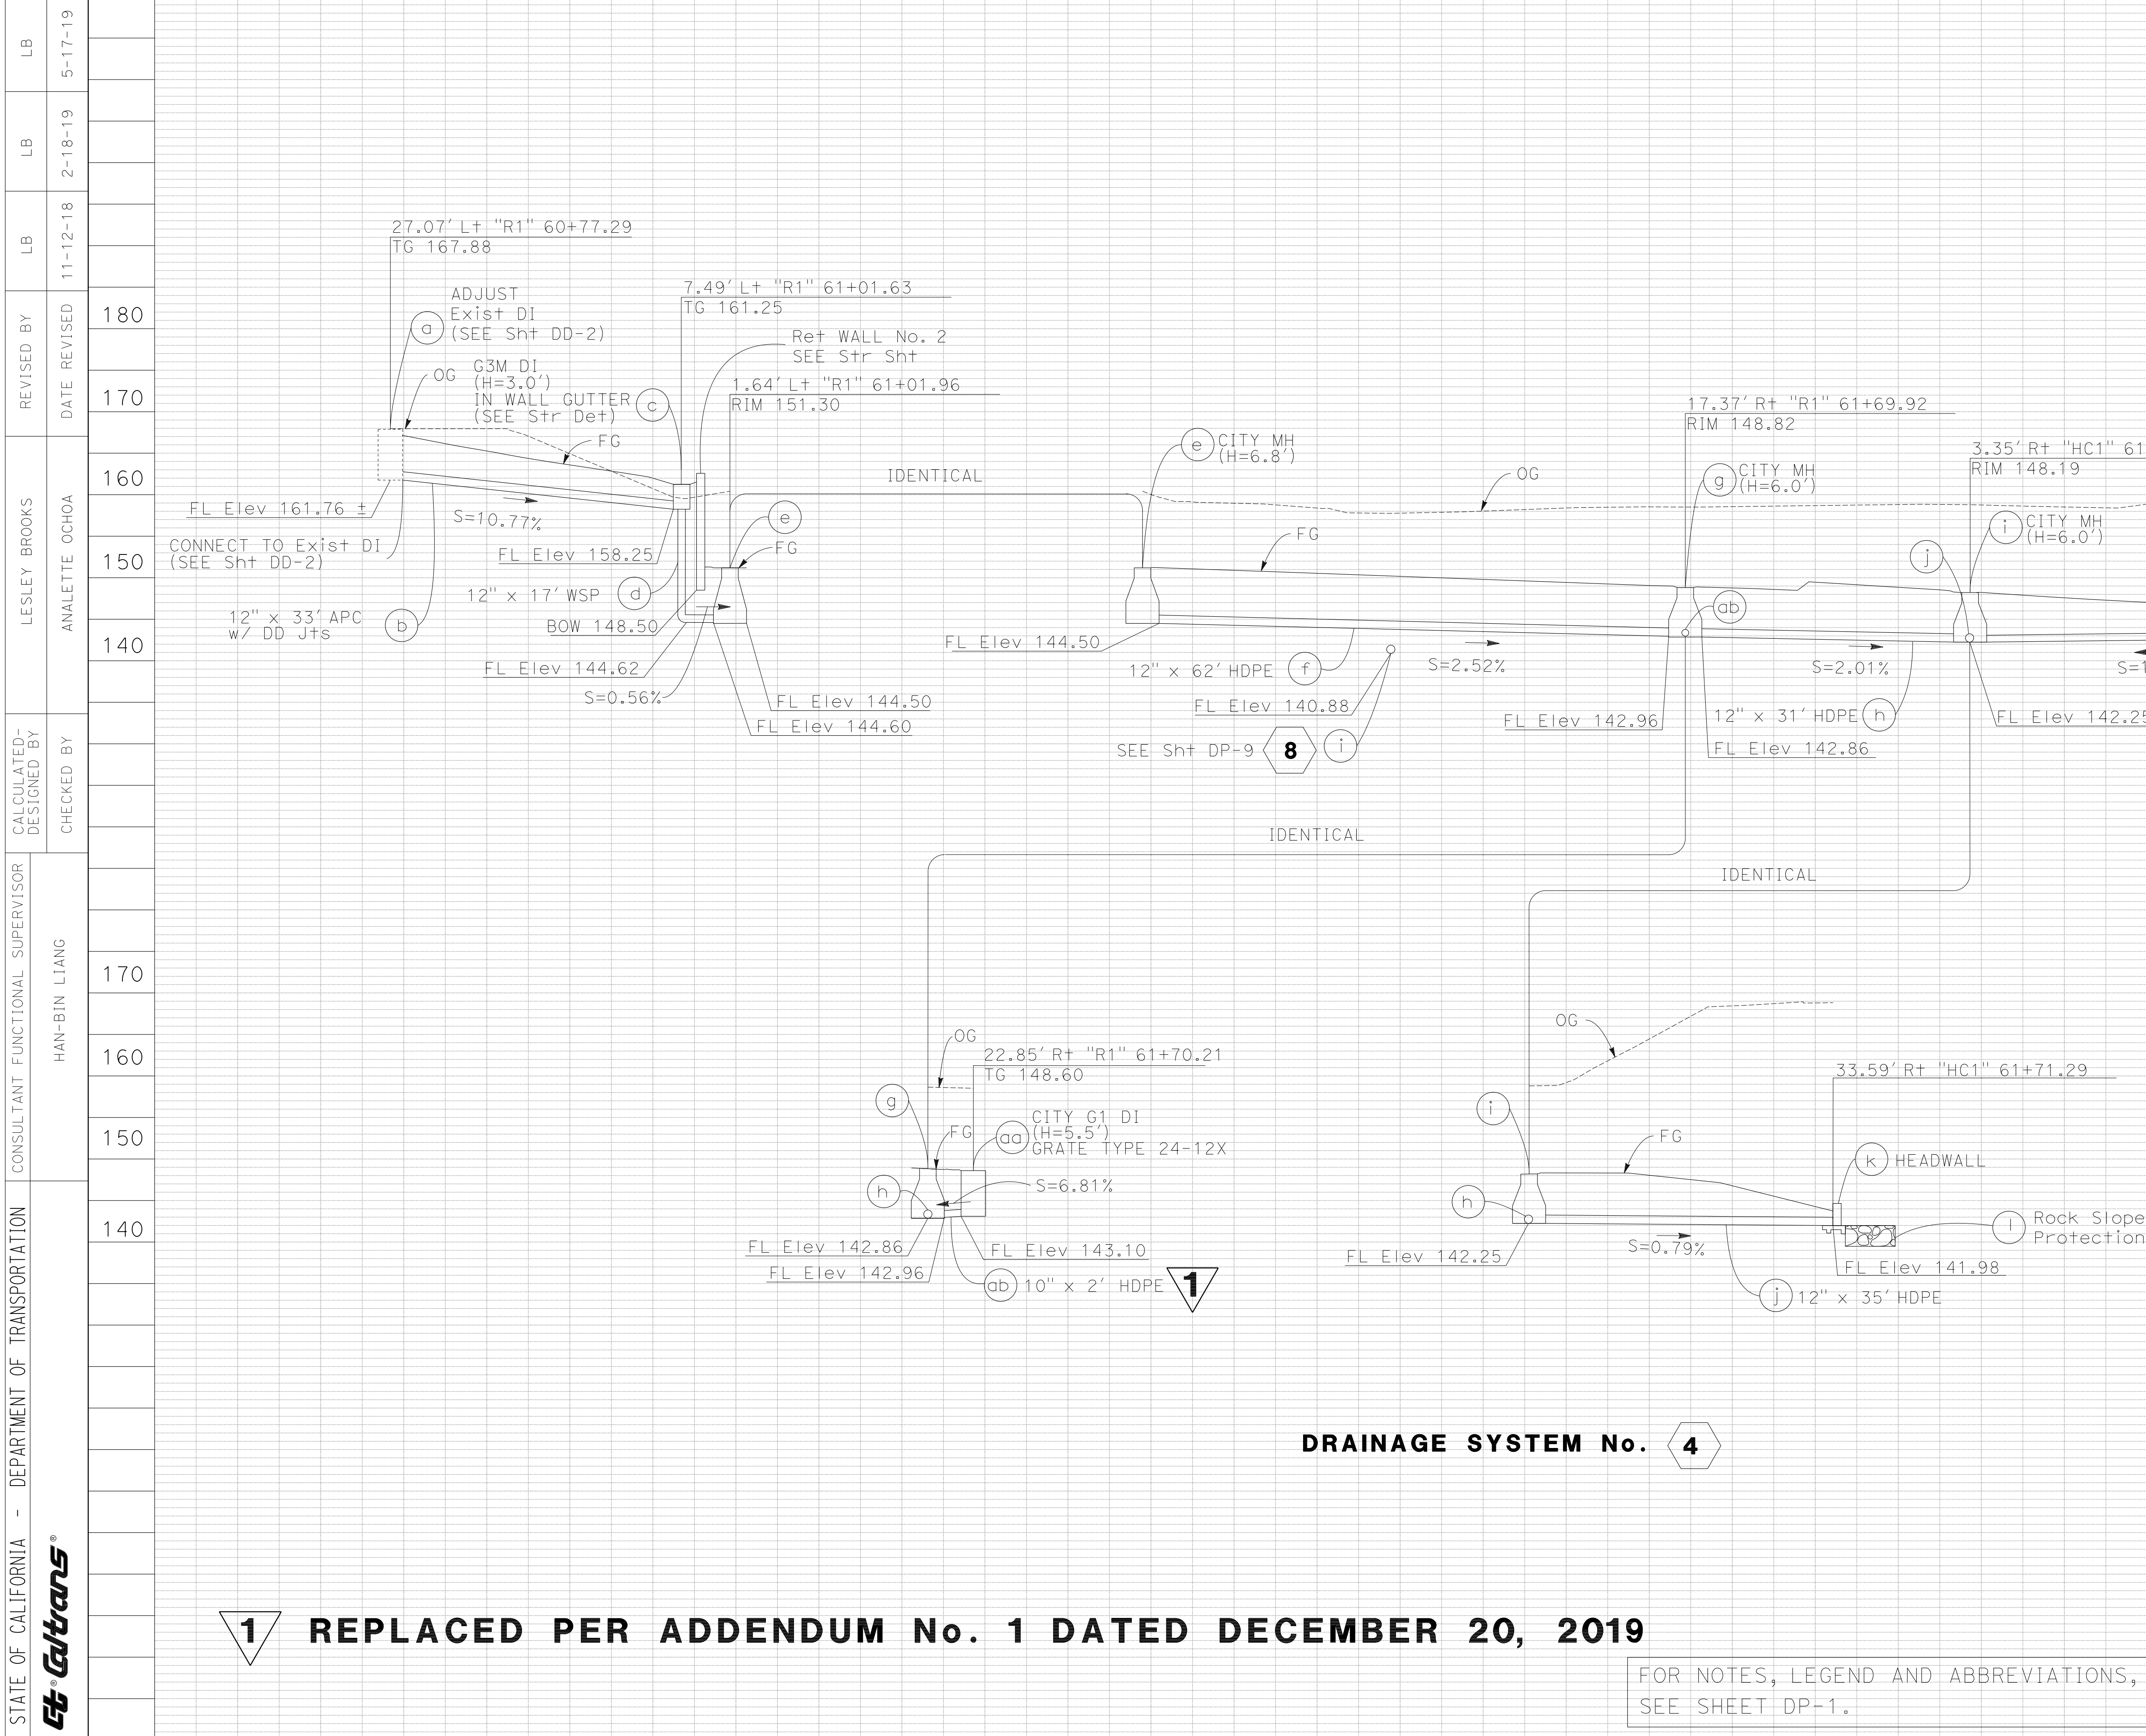 27.07' Lt "R1" 60+77.29
TG 167.88
ADJUST
Exist DI
(SEE Sht DD-2)
a
7.49' Lt "R1" 61+01.63
TG 161.25
Ret WALL No. 2
SEE Str Sht
OG
G3M DI
(H=3.0')
IN WALL GUTTER
(SEE Str Det)
c
1.64' Lt "R1" 61+01.96
RIM 151.30
FG
IDENTICAL
e
CITY MH
(H=6.8')
OG
17.37' Rt "R1" 61+69.92
RIM 148.82
g
CITY MH
(H=6.0')
3.35' Rt "HC1" 61
RIM 148.19
i
CITY MH
(H=6.0')
j
180
170
160
150
140
FL Elev 161.76 ±
S=10.77%
CONNECT TO Exist DI
(SEE Sht DD-2)
FL Elev 158.25
e
FG
FG
12" x 17' WSP
d
12" x 33' APC
W/ DD Jts
b
BOW 148.50
FL Elev 144.62
S=0.56%
FL Elev 144.50
FL Elev 144.60
FL Elev 144.50
12" x 62' HDPE
f
FL Elev 140.88
SEE Sht DP-9
8
i
S=2.52%
ab
FL Elev 142.96
12" x 31' HDPE
h
FL Elev 142.86
S=2.01%
S=1
FL Elev 142.25
IDENTICAL
IDENTICAL
170
160
150
140
OG
22.85' Rt "R1" 61+70.21
TG 148.60
g
FG
aa
CITY G1 DI
(H=5.5')
GRATE TYPE 24-12X
h
S=6.81%
FL Elev 142.86
FL Elev 142.96
FL Elev 143.10
ab
10" x 2' HDPE
1
OG
33.59' Rt "HC1" 61+71.29
i
FG
k
HEADWALL
h
l
Rock Slope
Protection
FL Elev 142.25
S=0.79%
FL Elev 141.98
j
12" x 35' HDPE
DRAINAGE SYSTEM No. 4
1 REPLACED PER ADDENDUM No. 1 DATED DECEMBER 20, 2019
FOR NOTES, LEGEND AND ABBREVIATIONS,
SEE SHEET DP-1.
STATE OF CALIFORNIA - DEPARTMENT OF TRANSPORTATION
ct® Caltrans®
CONSULTANT FUNCTIONAL SUPERVISOR
HAN-BIN LIANG
CALCULATED-
DESIGNED BY
CHECKED BY
LESLEY BROOKS
ANALETTE OCHOA
REVISED BY
DATE REVISED
LB
11-12-18
LB
2-18-19
LB
5-17-19